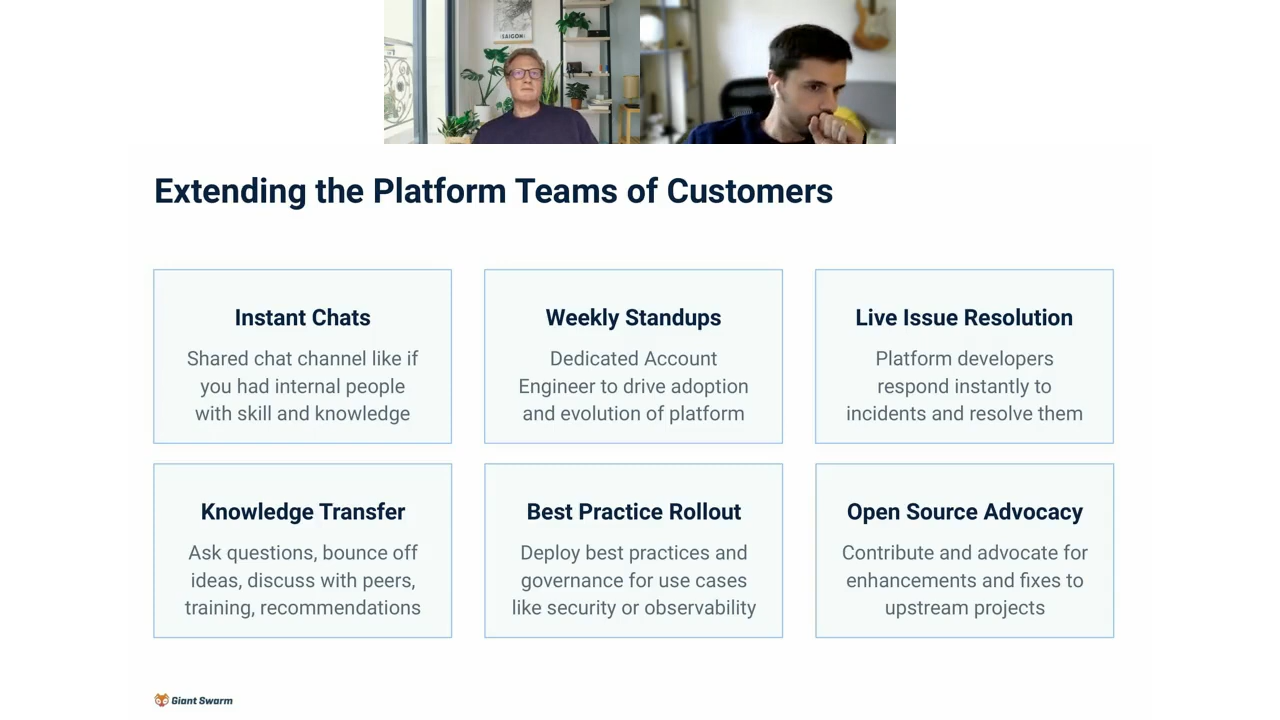 SAIGON
Extending the Platform Teams of Customers
Instant Chats
Shared chat channel like if
you had internal people
with skill and knowledge
Weekly Standups
Dedicated Account
Engineer to drive adoption
and evolution of platform
Live Issue Resolution
Platform developers
respond instantly to
incidents and resolve them
Knowledge Transfer
Ask questions, bounce off
ideas, discuss with peers,
training, recommendations
Best Practice Rollout
Deploy best practices and
governance for use cases
like security or observability
Open Source Advocacy
Contribute and advocate for
enhancements and fixes to
upstream projects
Giant Swarm